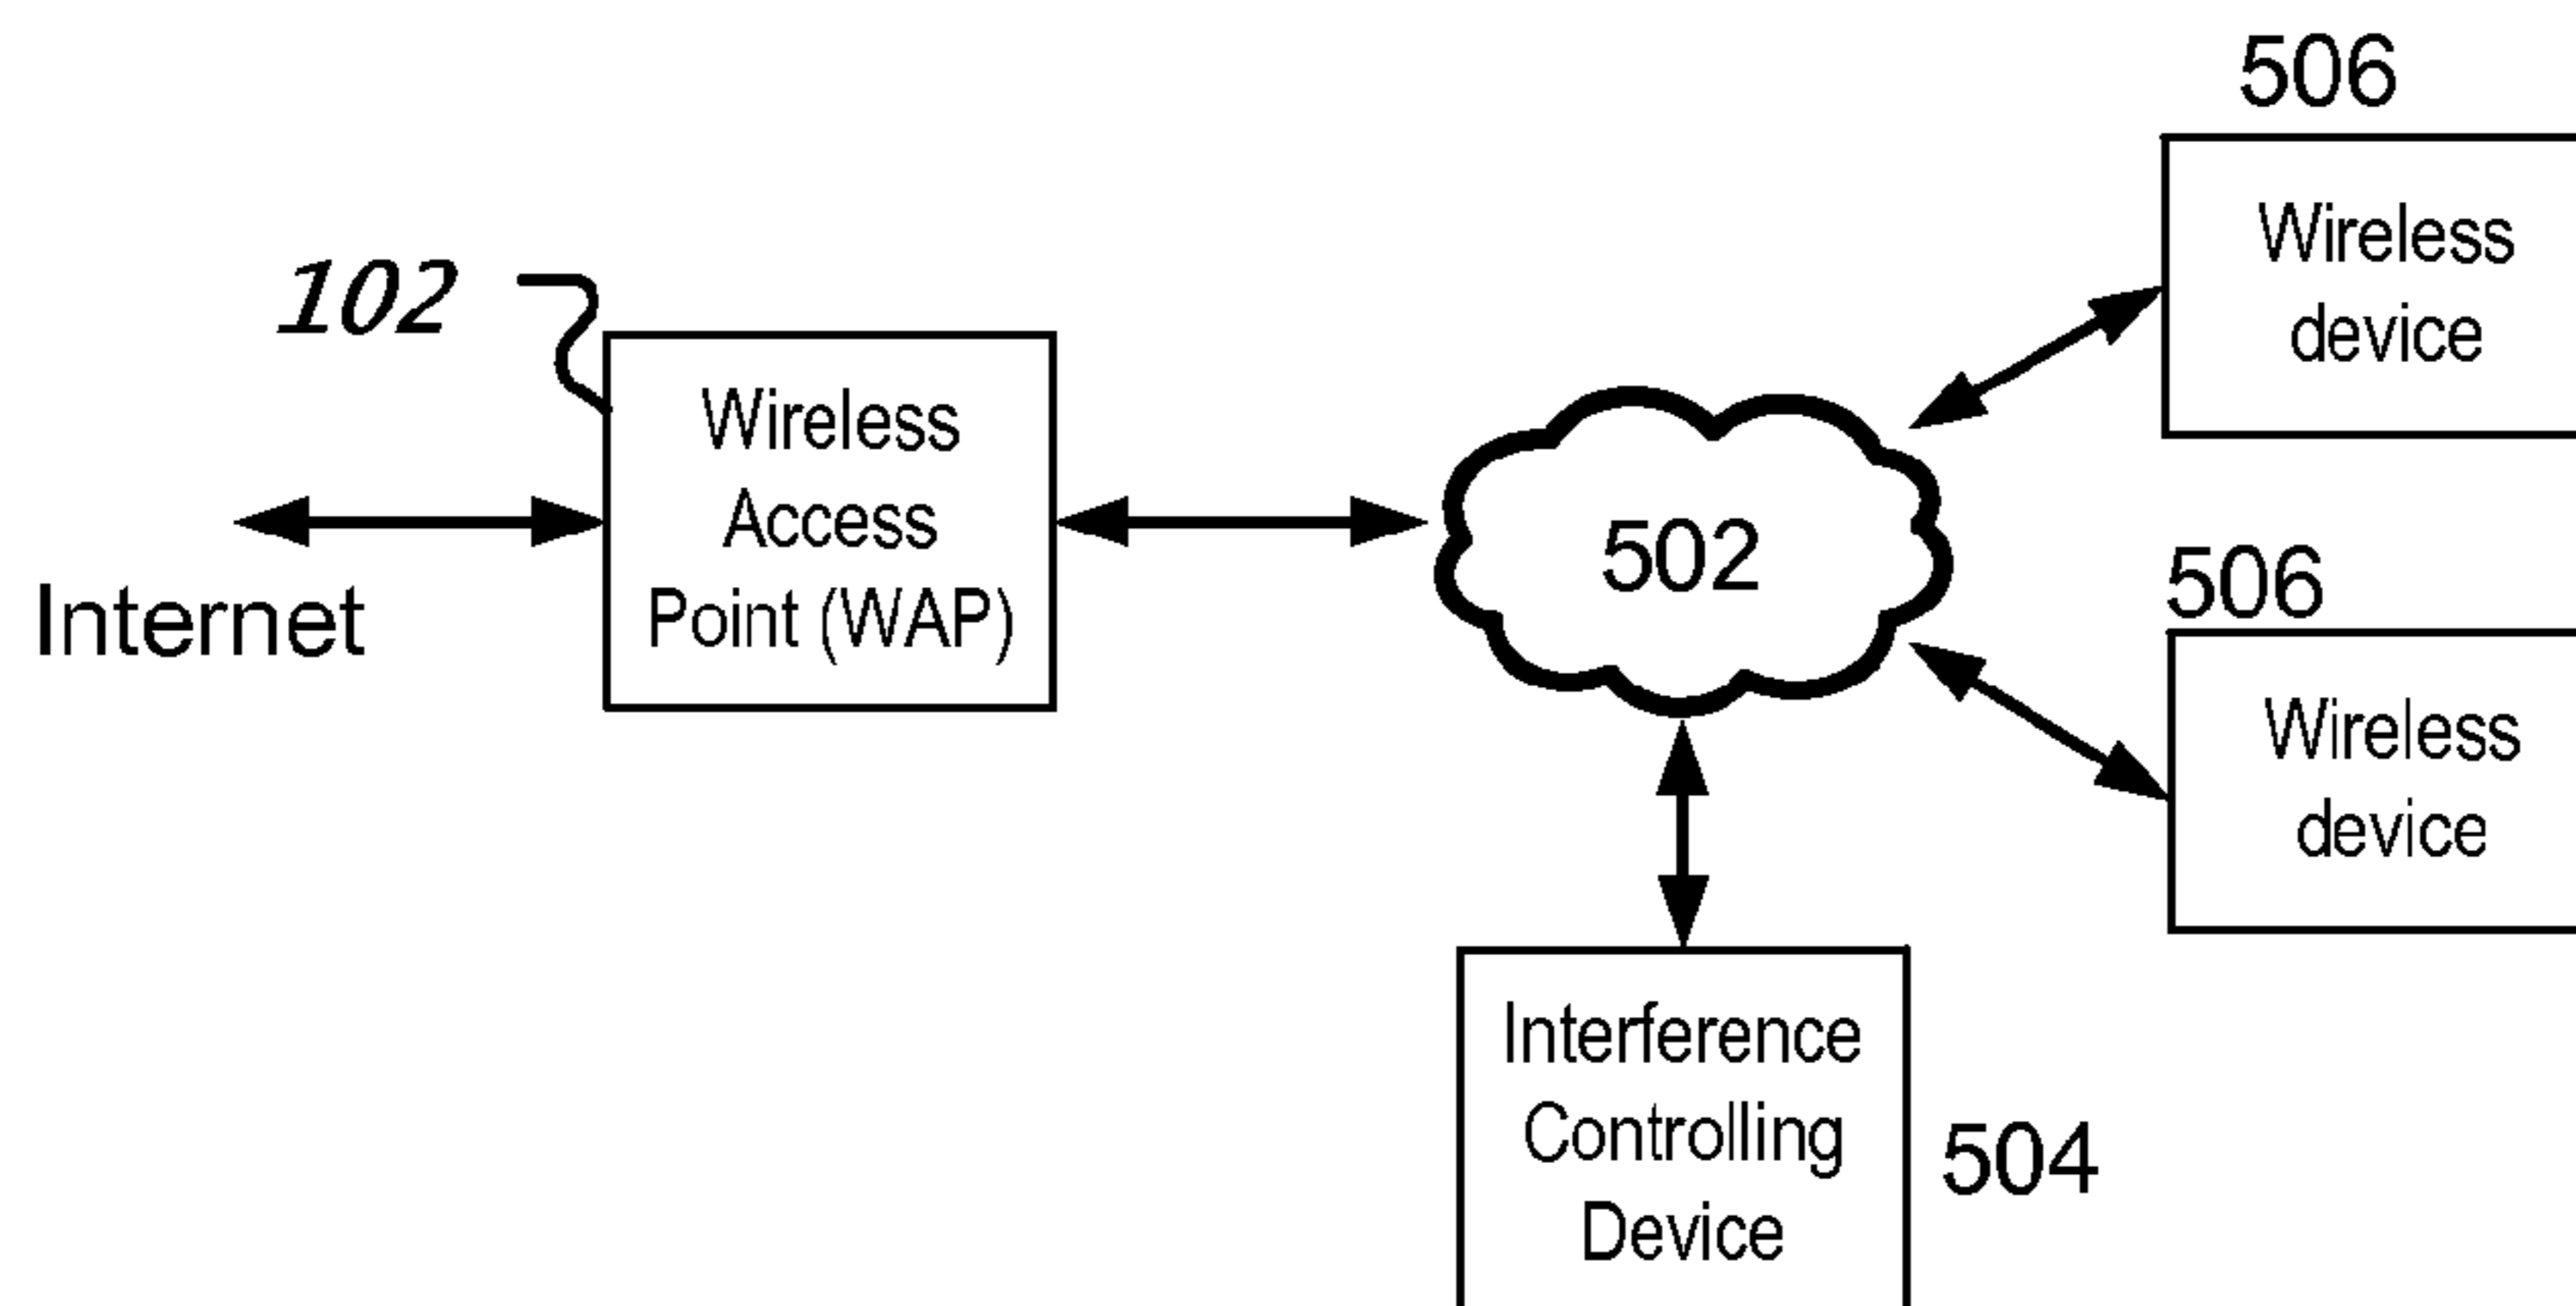 506
Wireless
device
102
Wireless
Access
Point (WAP)
Internet
502
506
Wireless
device
Interference
Controlling
Device
504